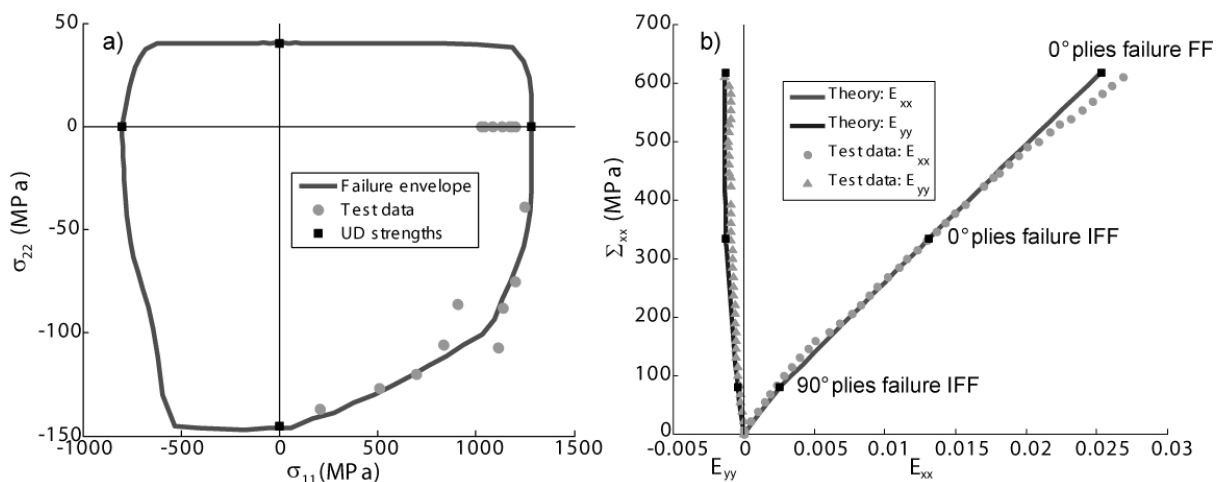 a)
50
0
-50
-100
-150
-1000
-500
0
500
1000
1500
σ22 (MPa)
σ11(MPa)
Failure envelope
Test data
UD strengths
b)
700
600
500
400
300
200
100
0
-0.005
0
0.005
0.01
0.015
0.02
0.025
0.03
Σxx (MPa)
Eyy
Exx
Theory: Exx
Theory: Eyy
Test data: Exx
Test data: Eyy
0° plies failure FF
0° plies failure IFF
90° plies failure IFF